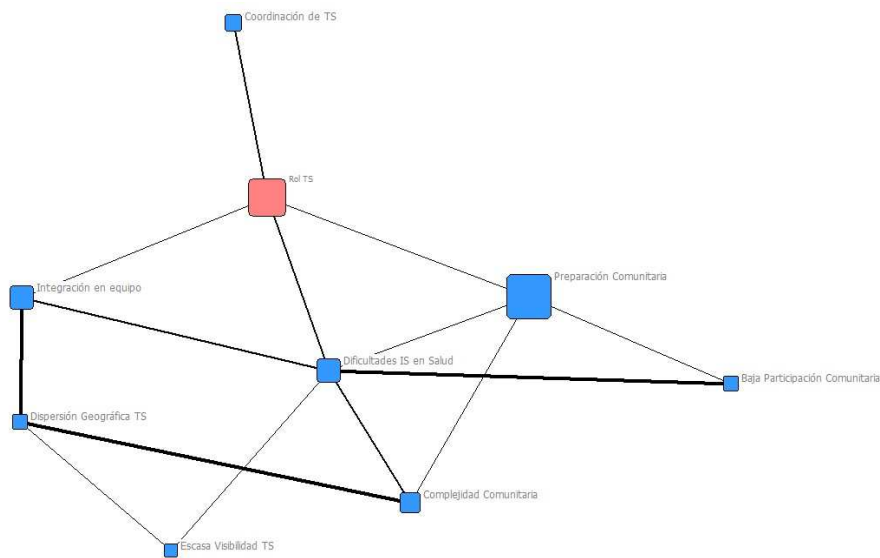 Coordinación de TS
Rol TS
Preparación Comunitaria
Integración en equipo
Dificultades IS en Salud
Baja Participación Comunitaria
Dispersión Geográfica TS
Complejidad Comunitaria
Escasa Visibilidad TS